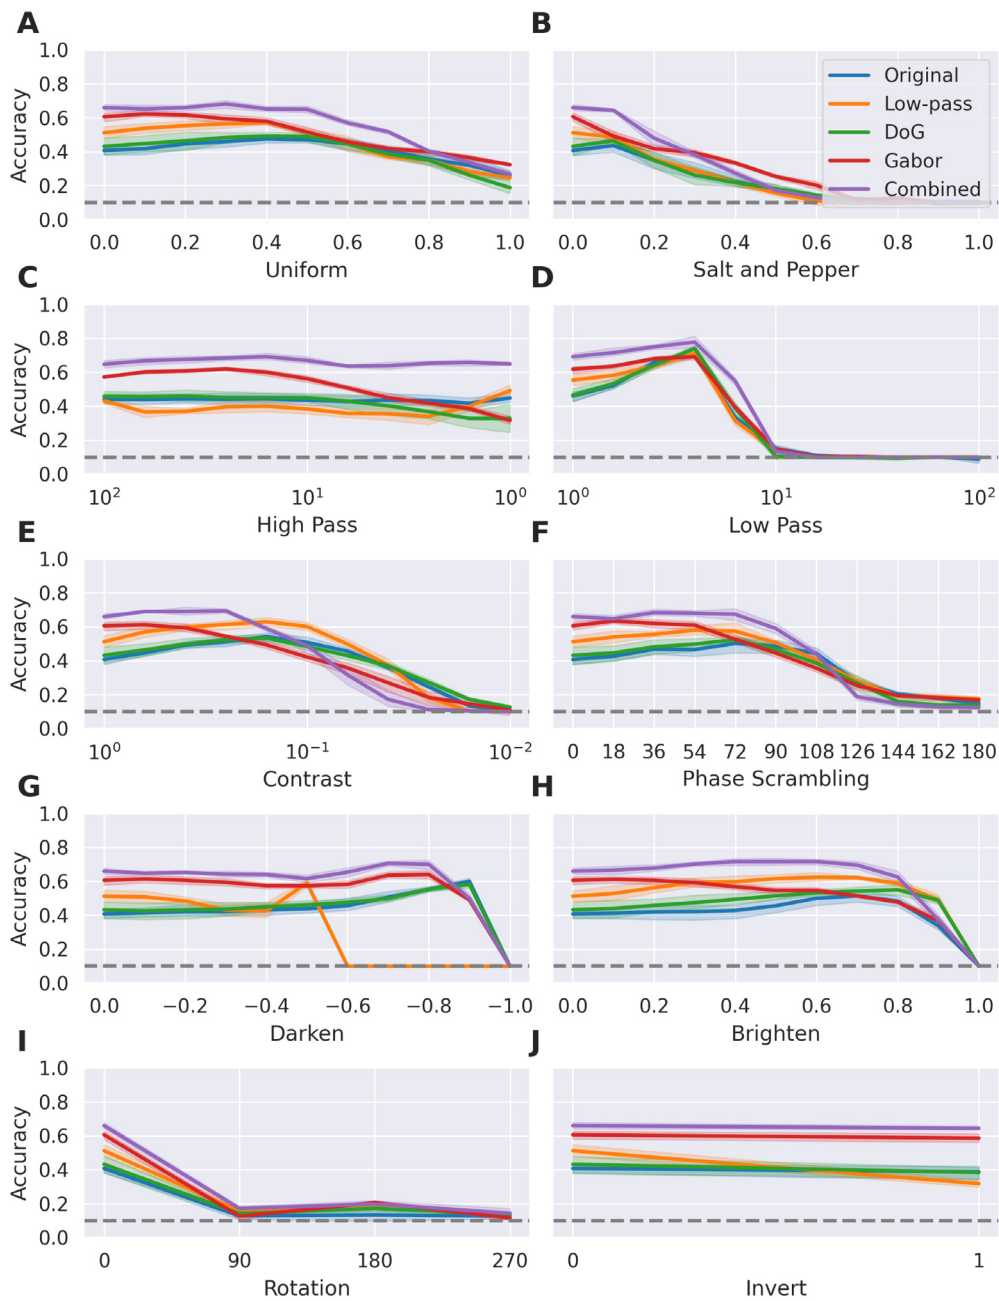 A
B
1.0
0.8
0.6
0.4
0.2
0.0
Accuracy
0.0 0.2 0.4 0.6 0.8 1.0
Uniform
Original
Low-pass
DoG
Gabor
Combined
0.0 0.2 0.4 0.6 0.8 1.0
Salt and Pepper
C
D
1.0
0.8
0.6
0.4
0.2
0.0
Accuracy
10² 10¹ 10⁰
High Pass
10⁰ 10¹ 10²
Low Pass
E
F
1.0
0.8
0.6
0.4
0.2
0.0
Accuracy
10⁰ 10⁻¹ 10⁻²
Contrast
0 18 36 54 72 90 108 126 144 162 180
Phase Scrambling
G
H
1.0
0.8
0.6
0.4
0.2
0.0
Accuracy
0.0 −0.2 −0.4 −0.6 −0.8 −1.0
Darken
0.0 0.2 0.4 0.6 0.8 1.0
Brighten
I
J
1.0
0.8
0.6
0.4
0.2
0.0
Accuracy
0 90 180 270
Rotation
0 1
Invert